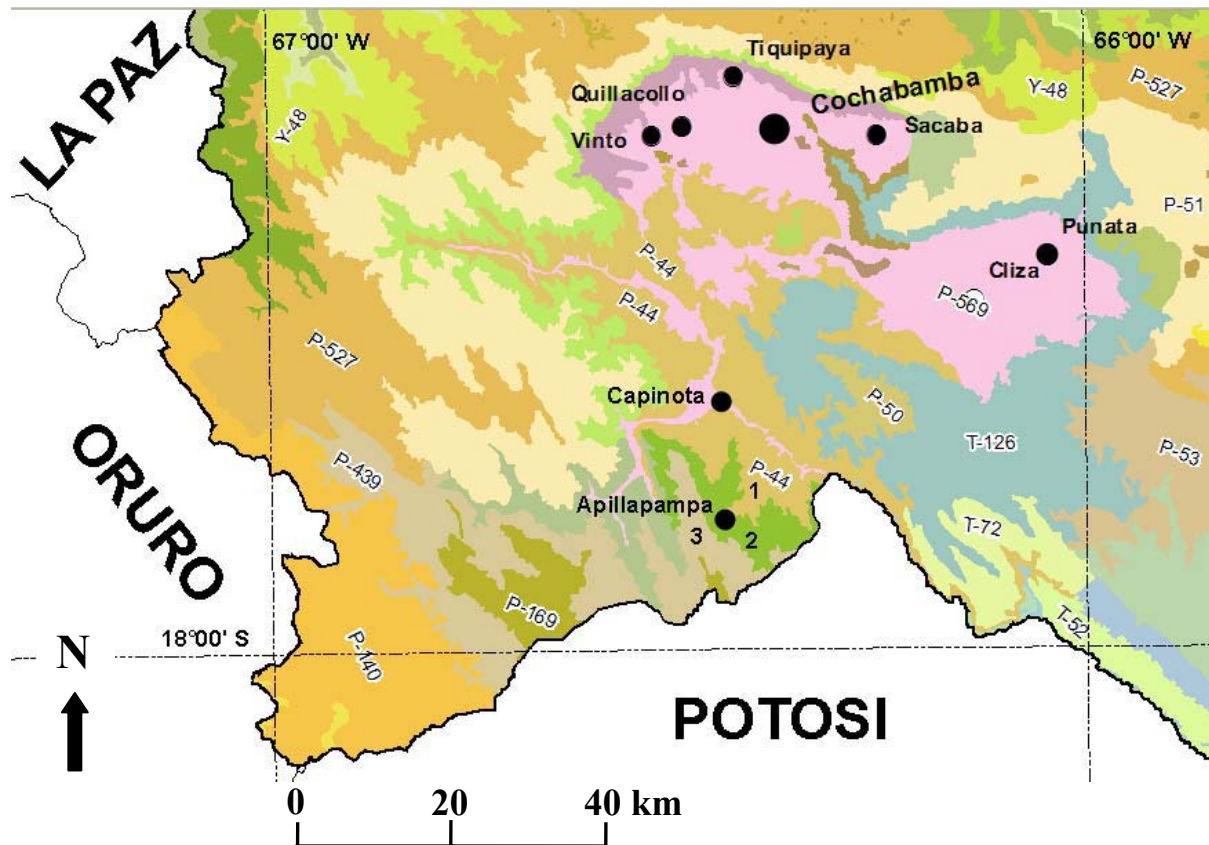 67°00' W
66°00' W
LA PAZ
Tiquipaya
Quillacollo
Cochabamba
Y-48
P-527
Y-48
Vinto
Sacaba
P-51
Punata
P-44
Cliza
P-44
P-569
P-527
Capinota
P-50
T-126
ORURO
P-439
P-44
P-53
1
Apillapampa
3
2
T-72
P-169
T-52
18°00' S
N
P-140
POTOSI
0 20 40 km